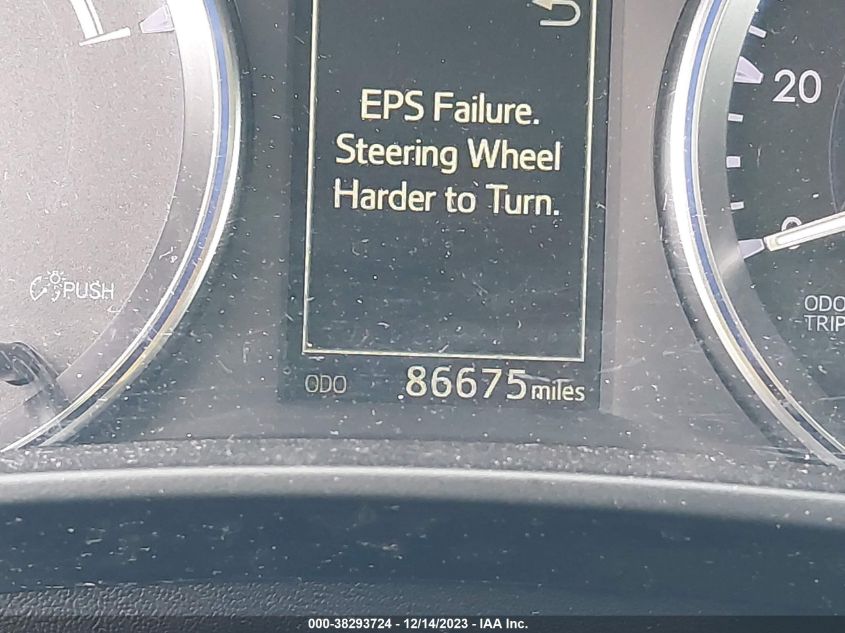 EPS Failure.
Steering Wheel
Harder to Turn.
20
0
PUSH
ODO
TRIP
ODO 86675 miles
000-38293724 - 12/14/2023 - IAA Inc.